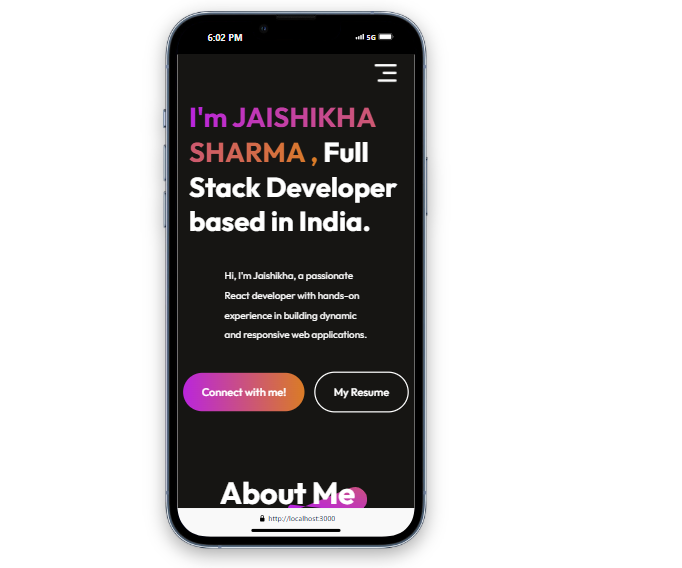 6:02 PM
5G
I'm JAISHIKHA
SHARMA , Full
Stack Developer
based in India.
Hi, I'm Jaishikha, a passionate
React developer with hands-on
experience in building dynamic
and responsive web applications.
Connect with me!
My Resume
About Me
http://localhost:3000